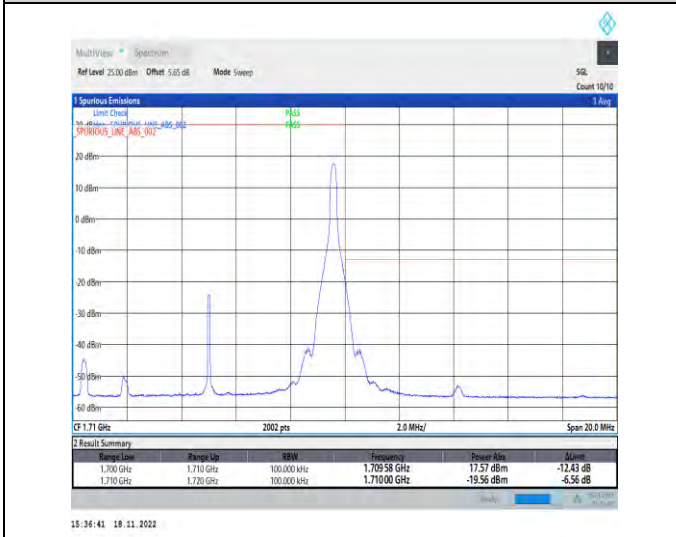 MultiView Spectrum
Ref Level 25.00 dBm Offset 5.65 dB Mode Sweep SGL
Count 10/10
1 Spurious Emissions 1 Avg
Limit Check PASS
PASS
_SPURIOUS_LINE_ABS_002
20 dBm
10 dBm
0 dBm
-10 dBm
-20 dBm
-30 dBm
-40 dBm
-50 dBm
-60 dBm
CF 1.71 GHz 2002 pts 2.0 MHz/ Span 20.0 MHz
2 Result Summary
Range Low Range Up RBW Frequency Power Abs ΔLimit
1.700 GHz 1.710 GHz 100.000 kHz 1.709 58 GHz 17.57 dBm -12.43 dB
1.710 GHz 1.720 GHz 100.000 kHz 1.710 00 GHz -19.56 dBm -6.56 dB
Ready
15:36:41 18.11.2022